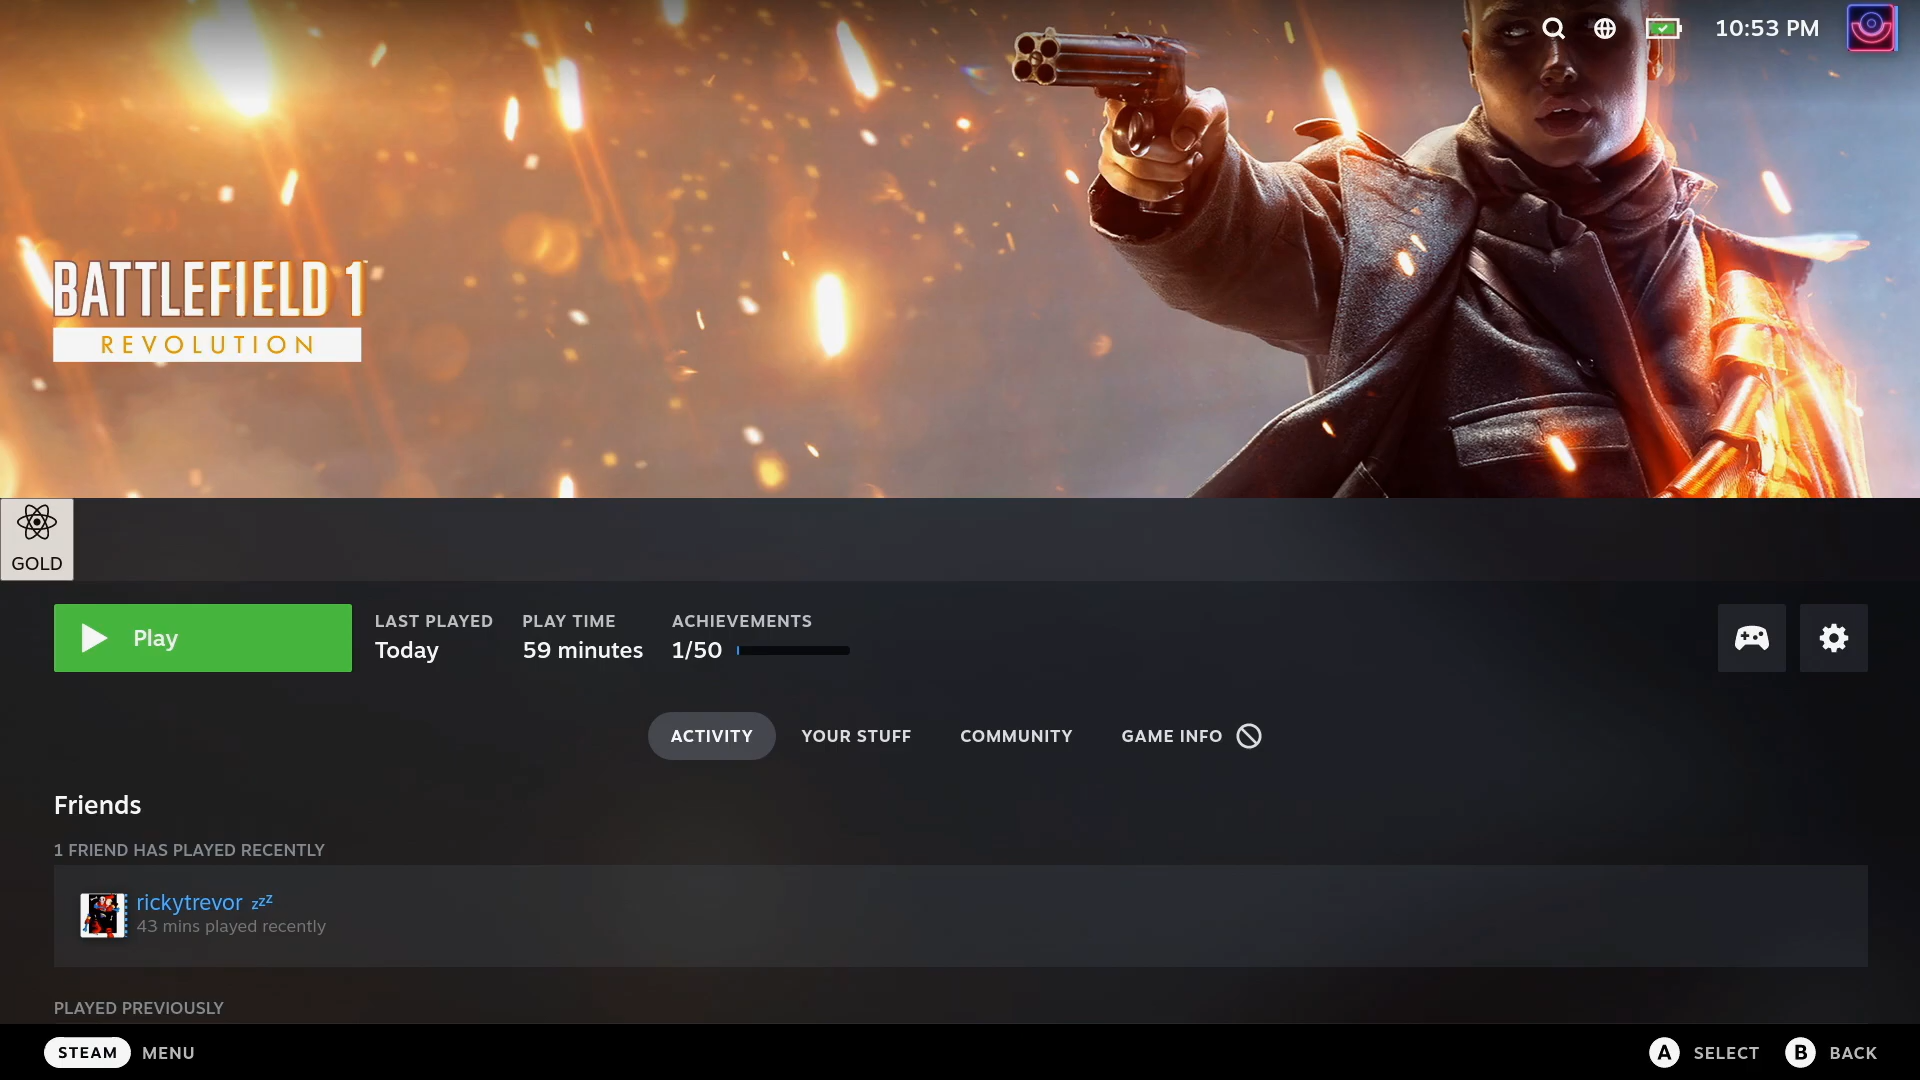 10:53 PM
BATTLEFIELD 1
REVOLUTION
GOLD
Play
LAST PLAYED
Today
PLAY TIME
59 minutes
ACHIEVEMENTS
1/50
ACTIVITY
YOUR STUFF
COMMUNITY
GAME INFO
Friends
1 FRIEND HAS PLAYED RECENTLY
rickytrevor zzz
43 mins played recently
PLAYED PREVIOUSLY
STEAM MENU
A SELECT B BACK